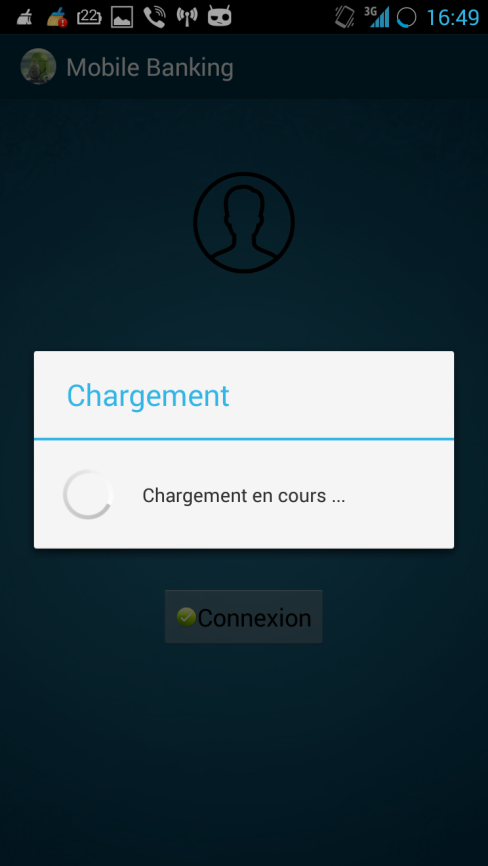 22
3G
16:49
Mobile Banking
Chargement
Chargement en cours ...
Connexion